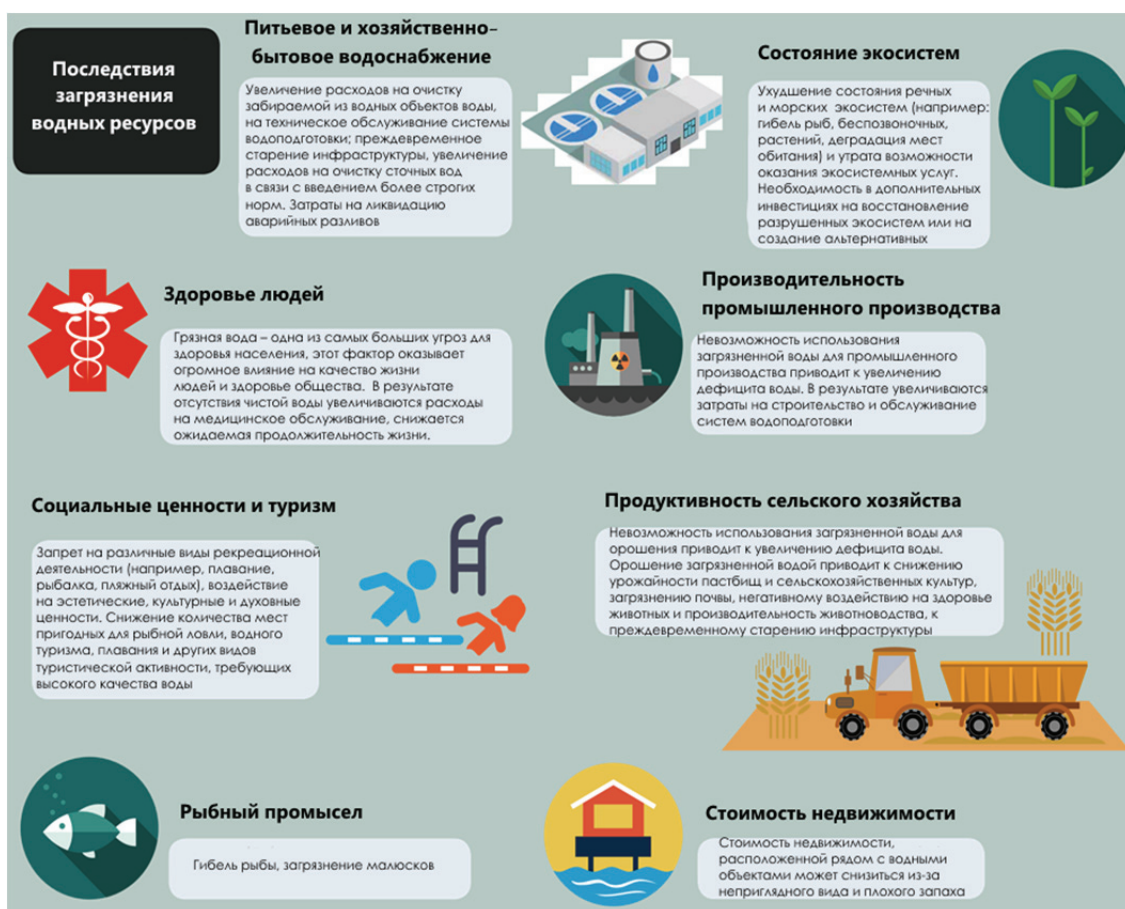 Последствия
загрязнения
водных ресурсов
Питьевое и хозяйственно-
бытовое водоснабжение
Увеличение расходов на очистку
забираемой из водных объектов воды,
на техническое обслуживание системы
водоподготовки; преждевременное
старение инфраструктуры, увеличение
расходов на очистку сточных вод
в связи с введением более строгих
норм. Затраты на ликвидацию
аварийных разливов
Состояние экосистем
Ухудшение состояния речных
и морских экосистем (например:
гибель рыб, беспозвоночных,
растений, деградация мест
обитания) и утрата возможности
оказания экосистемных услуг.
Необходимость в дополнительных
инвестициях на восстановление
разрушенных экосистем или на
создание альтернативных
Здоровье людей
Грязная вода – одна из самых больших угроз для
здоровья населения, этот фактор оказывает
огромное влияние на качество жизни
людей и здоровье общества. В результате
отсутствия чистой воды увеличиваются расходы
на медицинское обслуживание, снижается
ожидаемая продолжительность жизни.
Производительность
промышленного производства
Невозможность использования
загрязненной воды для промышленного
производства приводит к увеличению
дефицита воды. В результате увеличиваются
затраты на строительство и обслуживание
систем водоподготовки
Социальные ценности и туризм
Запрет на различные виды рекреационной
деятельности (например, плавание,
рыбалка, пляжный отдых), воздействие
на эстетические, культурные и духовные
ценности. Снижение количества мест
пригодных для рыбной ловли, водного
туризма, плавания и других видов
туристической активности, требующих
высокого качества воды
Продуктивность сельского хозяйства
Невозможность использования загрязненной воды для
орошения приводит к увеличению дефицита воды.
Орошение загрязненной водой приводит к снижению
урожайности пастбищ и сельскохозяйственных культур,
загрязнению почвы, негативному воздействию на здоровье
животных и производительность животноводства, к
преждевременному старению инфраструктуры
Рыбный промысел
Гибель рыбы, загрязнение малюсков
Стоимость недвижимости
Стоимость недвижимости,
расположенной рядом с водными
объектами может снизиться из-за
неприглядного вида и плохого запаха